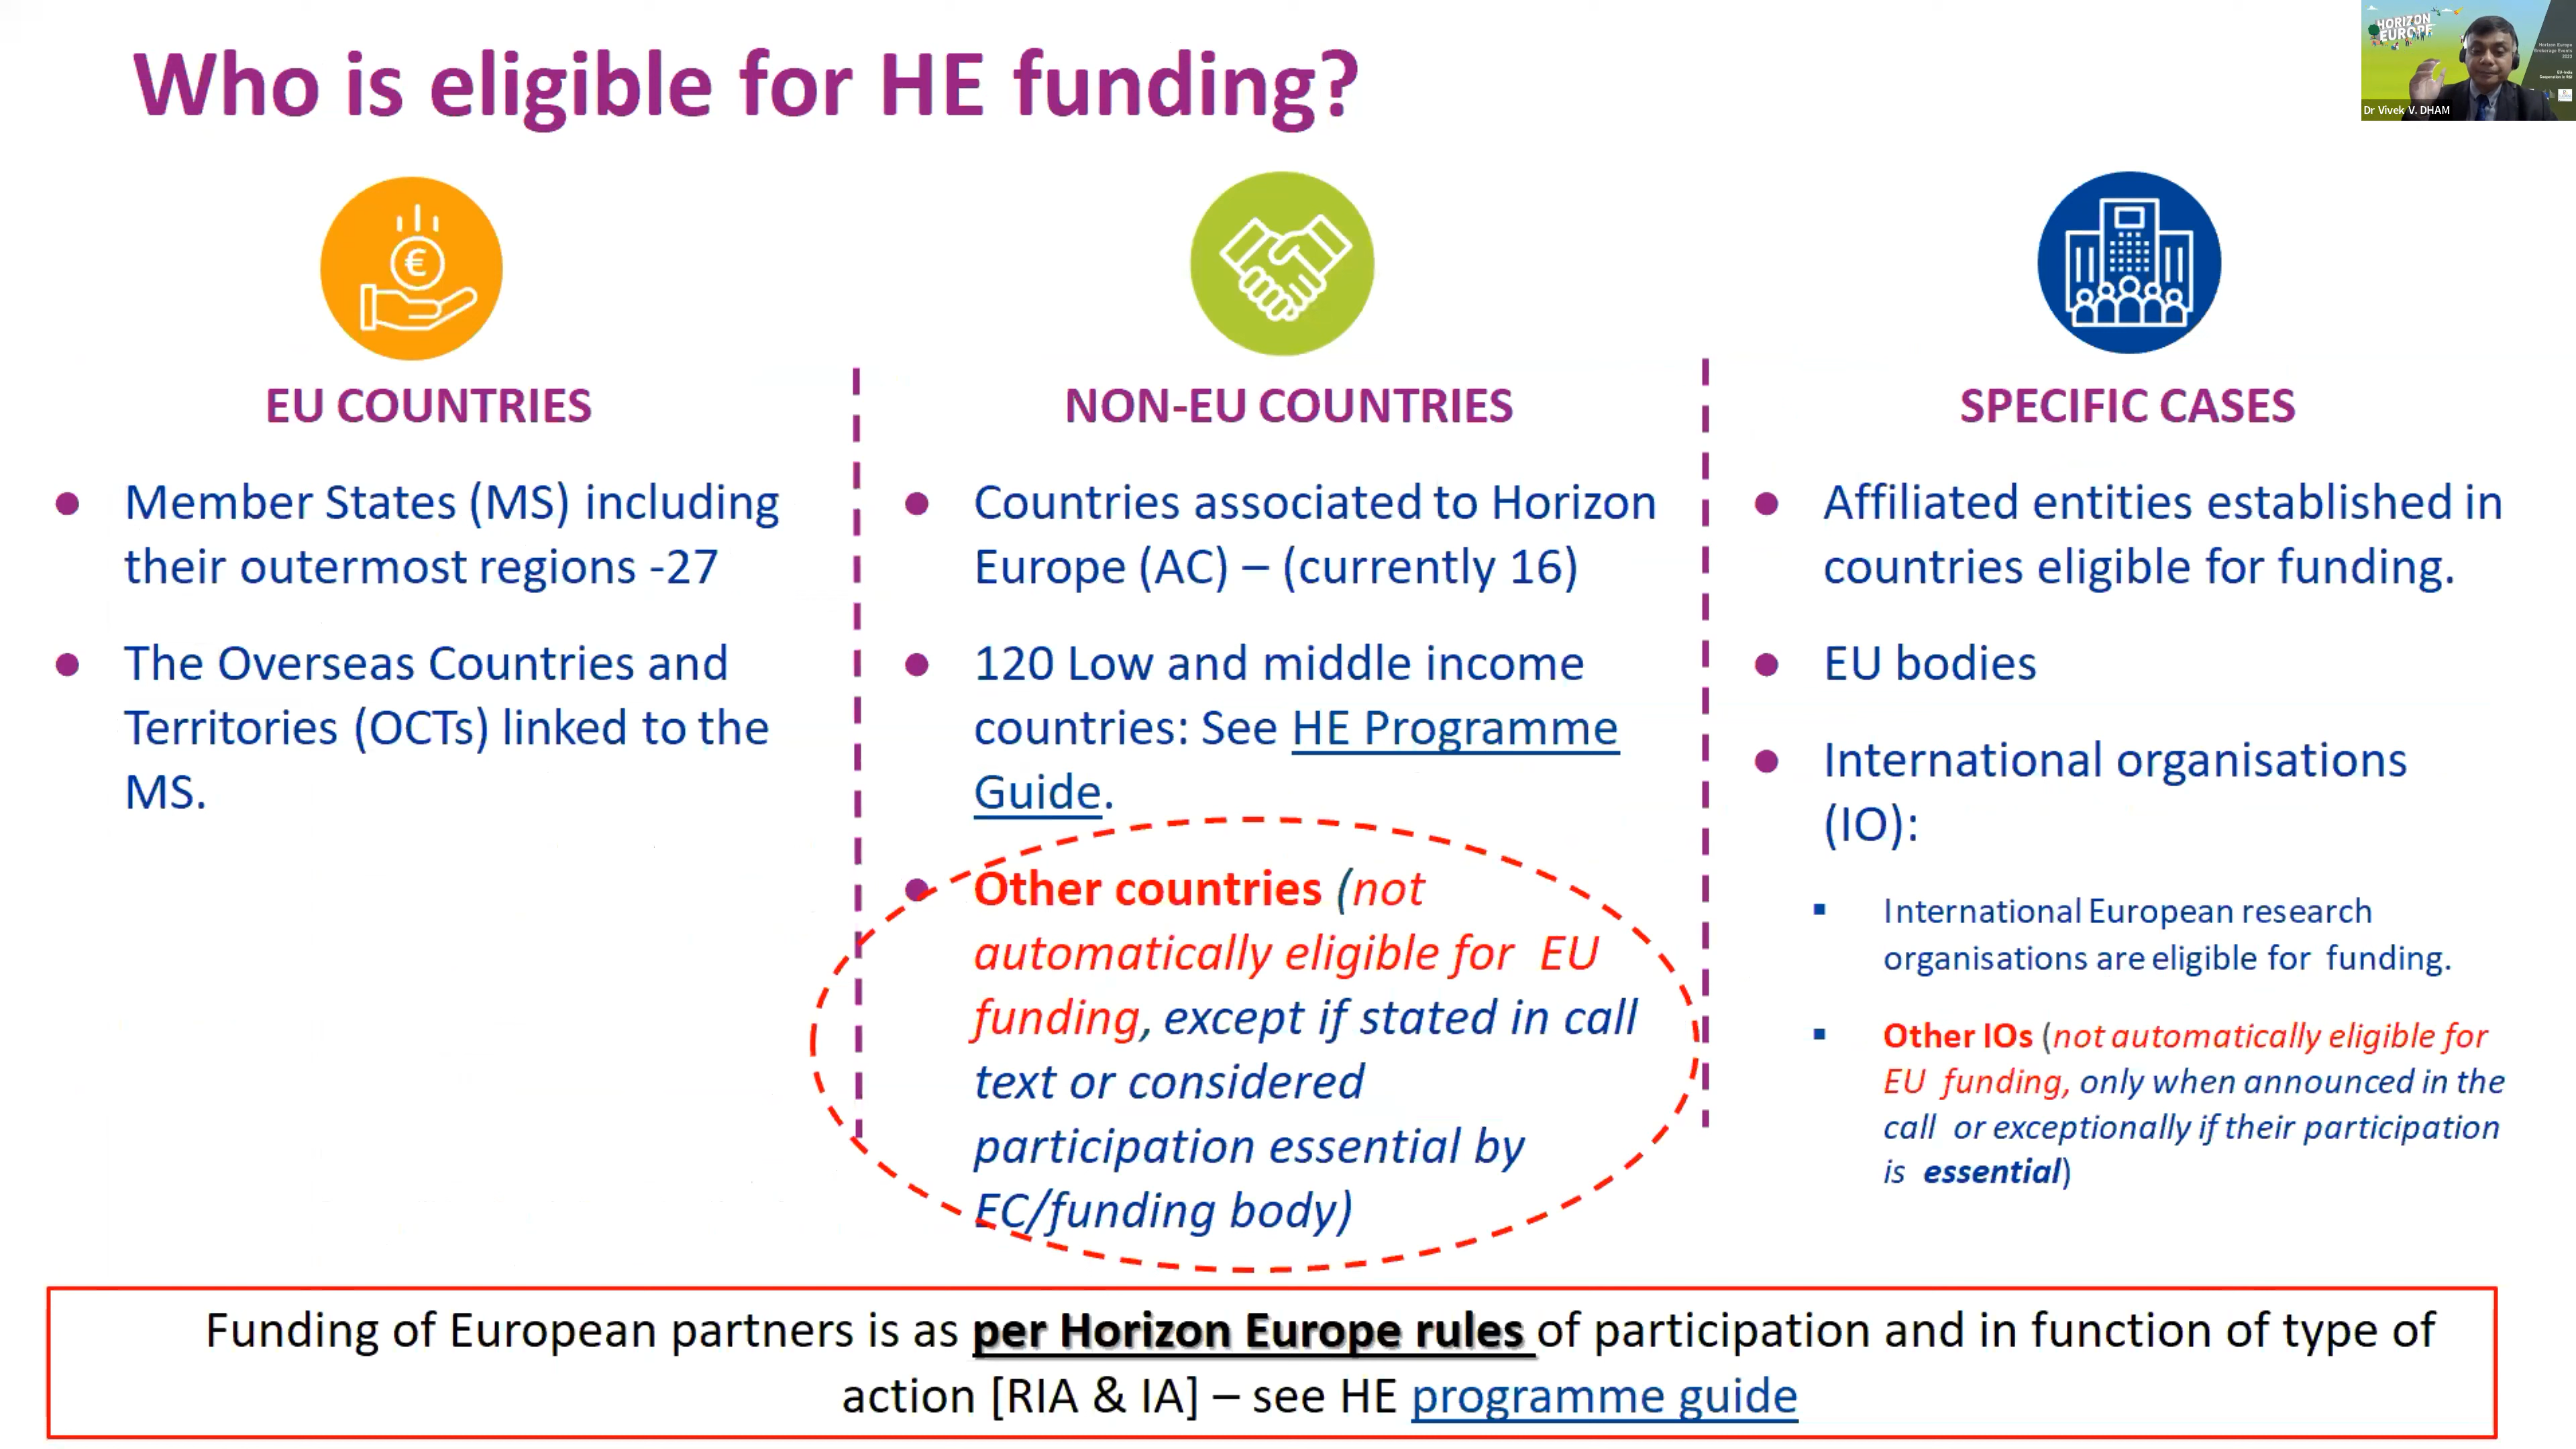 Who is eligible for HE funding?
HORIZON
EUROPE
Dr Vivek V. DHAM
€
EU COUNTRIES
● Member States (MS) including
their outermost regions -27
● The Overseas Countries and
Territories (OCTs) linked to the
MS.
NON-EU COUNTRIES
● Countries associated to Horizon
Europe (AC) – (currently 16)
● 120 Low and middle income
countries: See HE Programme
Guide.
● Other countries (not
automatically eligible for EU
funding, except if stated in call
text or considered
participation essential by
EC/funding body)
SPECIFIC CASES
● Affiliated entities established in
countries eligible for funding.
● EU bodies
● International organisations
(IO):
▪ International European research
organisations are eligible for funding.
▪ Other IOs (not automatically eligible for
EU funding, only when announced in the
call or exceptionally if their participation
is essential)
Funding of European partners is as per Horizon Europe rules of participation and in function of type of
action [RIA & IA] – see HE programme guide